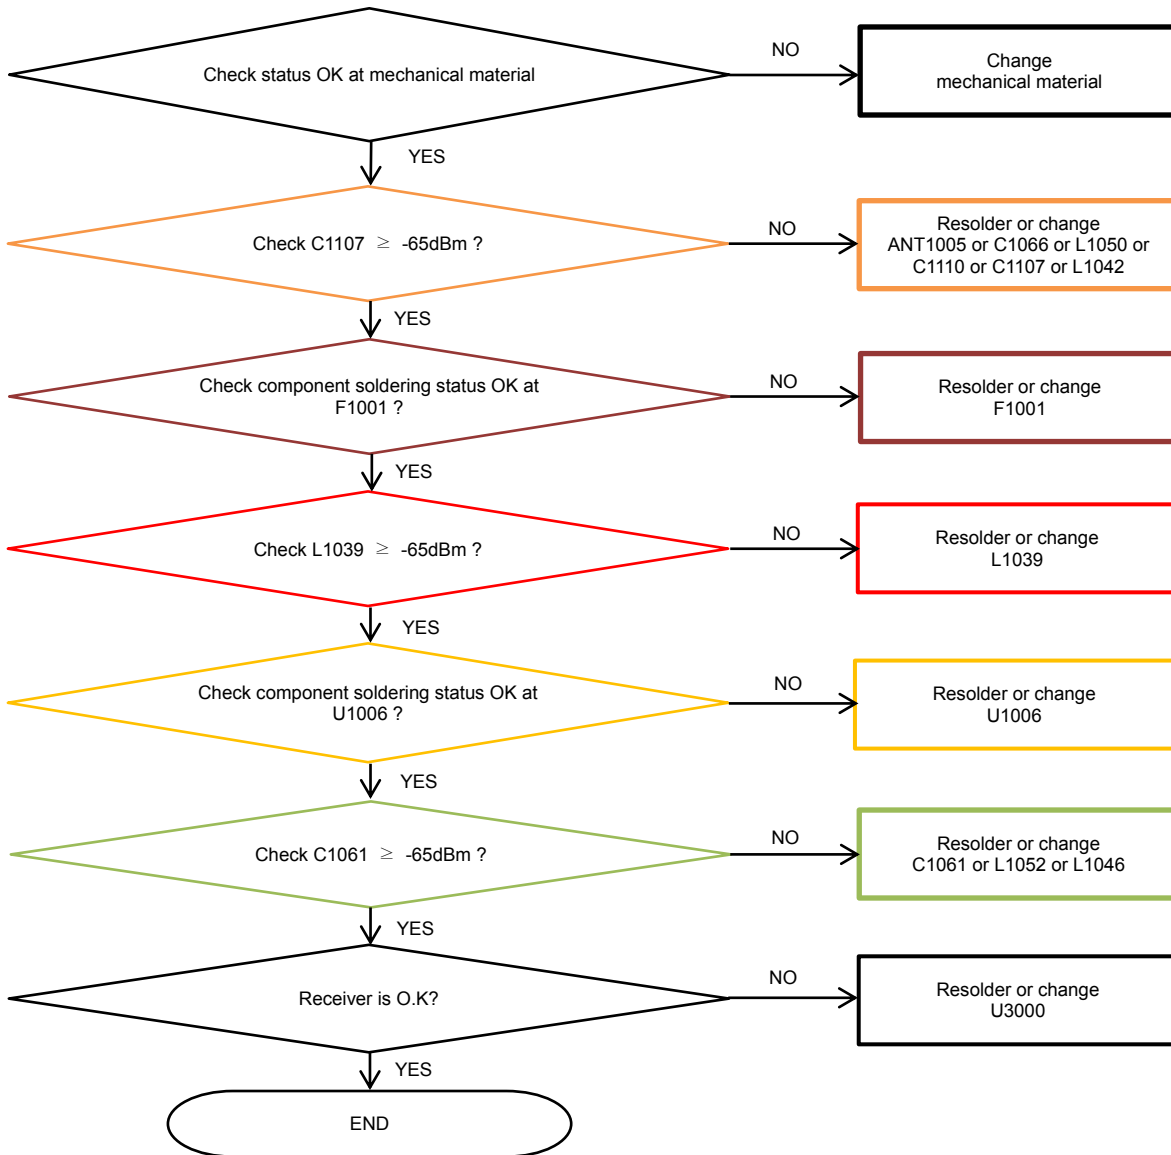 Check status OK at mechanical material
NO
Change
mechanical material
YES
Check C1107 ≥ -65dBm ?
NO
Resolder or change
ANT1005 or C1066 or L1050 or
C1110 or C1107 or L1042
YES
Check component soldering status OK at
F1001 ?
NO
Resolder or change
F1001
YES
Check L1039 ≥ -65dBm ?
NO
Resolder or change
L1039
YES
Check component soldering status OK at
U1006 ?
NO
Resolder or change
U1006
YES
Check C1061 ≥ -65dBm ?
NO
Resolder or change
C1061 or L1052 or L1046
YES
Receiver is O.K?
NO
Resolder or change
U3000
YES
END